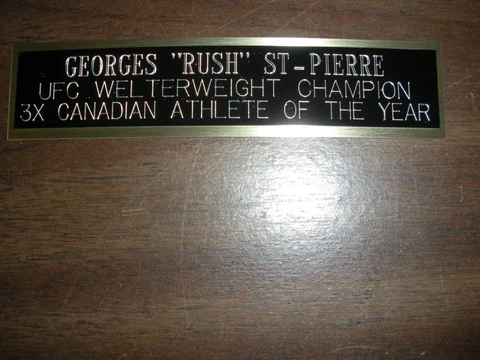 GEORGES "RUSH" ST-PIERRE
UFC WELTERWEIGHT CHAMPION
3X CANADIAN ATHLETE OF THE YEAR